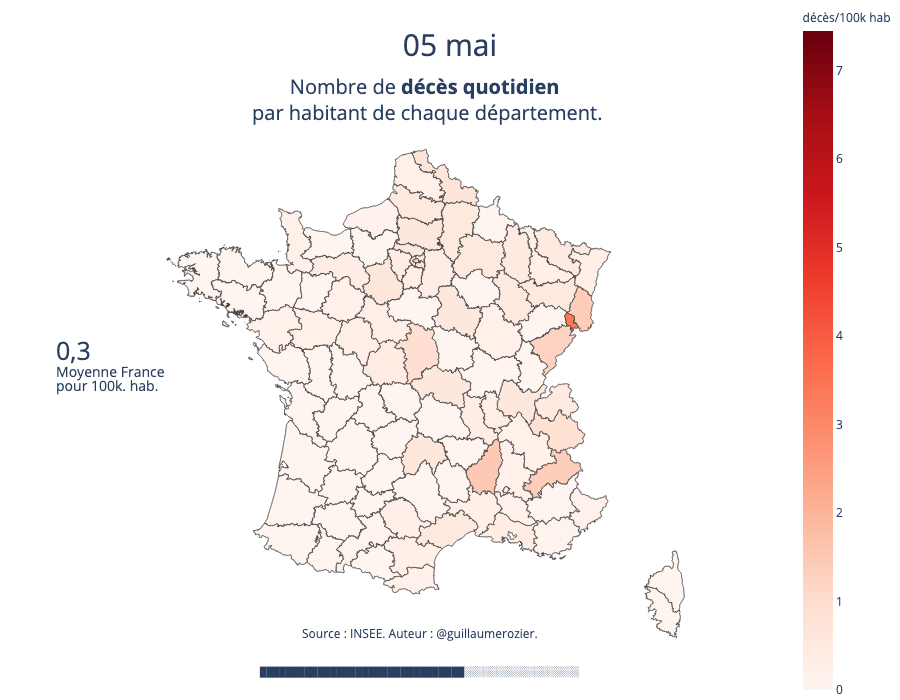 décès/100k hab
05 mai
Nombre de décès quotidien
par habitant de chaque département.
7
6
5
4
3
2
1
0
0,3
Moyenne France
pour 100k. hab.
Source : INSEE. Auteur : @guillaumerozier.